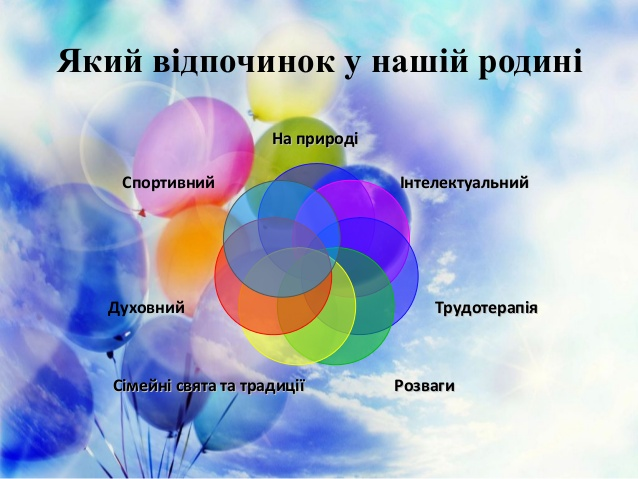 Який відпочинок у нашій родині
На природі
Інтелектуальний
Трудотерапія
Розваги
Сімейні свята та традиції
Духовний
Спортивний